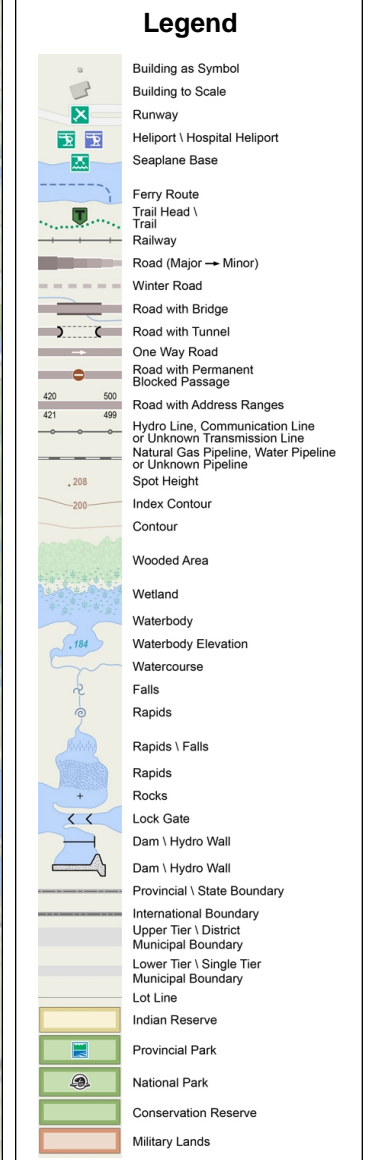 Legend
Building as Symbol
Building to Scale
Runway
Heliport \ Hospital Heliport
Seaplane Base
Ferry Route
T
Trail Head \
Trail
Railway
Road (Major → Minor)
Winter Road
Road with Bridge
Road with Tunnel
One Way Road
Road with Permanent
Blocked Passage
420 500
421 499
Road with Address Ranges
Hydro Line, Communication Line
or Unknown Transmission Line
Natural Gas Pipeline, Water Pipeline
or Unknown Pipeline
.208 Spot Height
200 Index Contour
Contour
Wooded Area
Wetland
Waterbody
.184 Waterbody Elevation
Watercourse
Falls
Rapids
Rapids \ Falls
Rapids
Rocks
Lock Gate
Dam \ Hydro Wall
Dam \ Hydro Wall
Provincial \ State Boundary
International Boundary
Upper Tier \ District
Municipal Boundary
Lower Tier \ Single Tier
Municipal Boundary
Lot Line
Indian Reserve
Provincial Park
National Park
Conservation Reserve
Military Lands